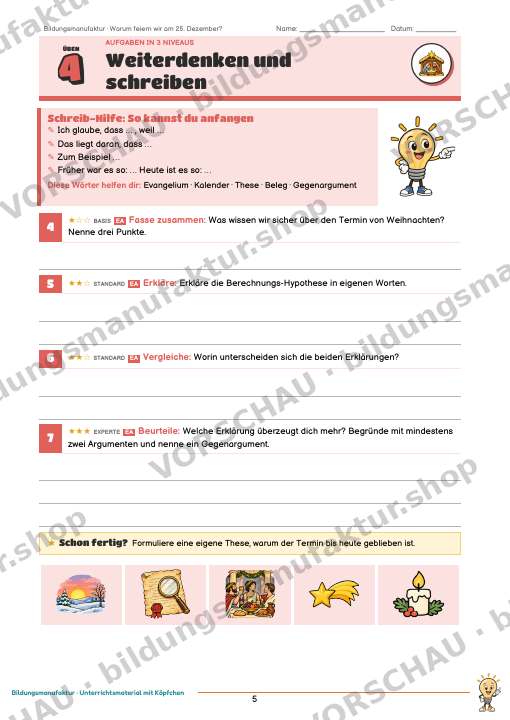 Bildungsmanufaktur · Warum feiern wir am 25. Dezember?
Name: ____________________ Datum: __________
ÜBEN
4
AUFGABEN IN 3 NIVEAUS
Weiterdenken und
schreiben
Schreib-Hilfe: So kannst du anfangen
✎ Ich glaube, dass …, weil …
✎ Das liegt daran, dass …
✎ Zum Beispiel …
✎ Früher war es so: … Heute ist es so: …
Diese Wörter helfen dir: Evangelium · Kalender · These · Beleg · Gegenargument
4 ★☆☆ BASIS EA Fasse zusammen: Was wissen wir sicher über den Termin von Weihnachten?
Nenne drei Punkte.
5 ★★☆ STANDARD EA Erkläre: Erkläre die Berechnungs-Hypothese in eigenen Worten.
6 ★★☆ STANDARD EA Vergleiche: Worin unterscheiden sich die beiden Erklärungen?
7 ★★★ EXPERTE EA Beurteile: Welche Erklärung überzeugt dich mehr? Begründe mit mindestens
zwei Argumenten und nenne ein Gegenargument.
★ Schon fertig? Formuliere eine eigene These, warum der Termin bis heute geblieben ist.
Bildungsmanufaktur · Unterrichtsmaterial mit Köpfchen
5
VORSCHAU · bildungsmanufaktur.shop